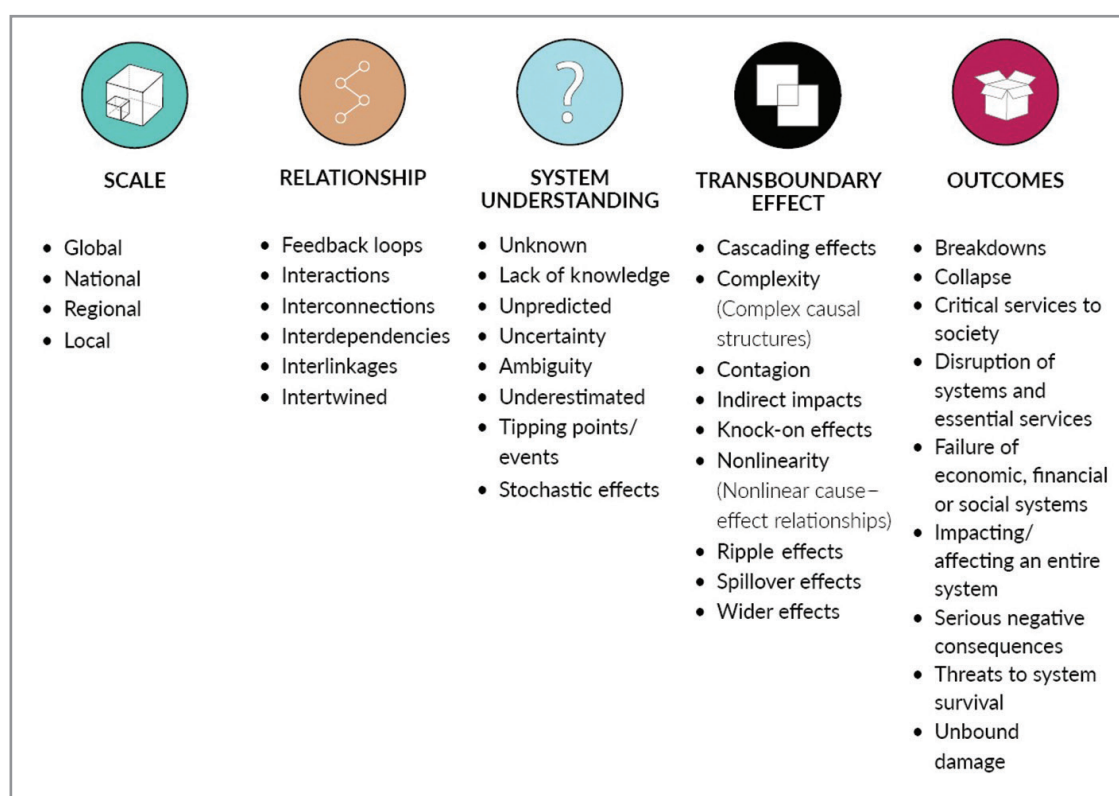 SCALE
• Global
• National
• Regional
• Local
RELATIONSHIP
• Feedback loops
• Interactions
• Interconnections
• Interdependencies
• Interlinkages
• Intertwined
?
SYSTEM
UNDERSTANDING
• Unknown
• Lack of knowledge
• Unpredicted
• Uncertainty
• Ambiguity
• Underestimated
• Tipping points/
events
• Stochastic effects
TRANSBOUNDARY
EFFECT
• Cascading effects
• Complexity
(Complex causal
structures)
• Contagion
• Indirect impacts
• Knock-on effects
• Nonlinearity
(Nonlinear cause–
effect relationships)
• Ripple effects
• Spillover effects
• Wider effects
OUTCOMES
• Breakdowns
• Collapse
• Critical services to
society
• Disruption of
systems and
essential services
• Failure of
economic, financial
or social systems
• Impacting/
affecting an entire
system
• Serious negative
consequences
• Threats to system
survival
• Unbound
damage